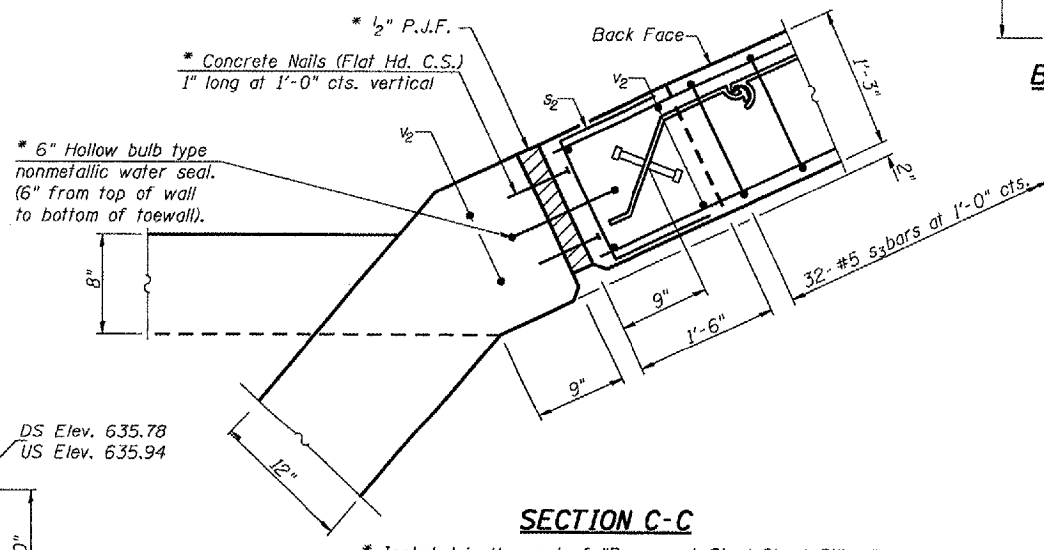 * ½" P.J.F.
Back Face
* Concrete Nails (Flat Hd. C.S.)
1" long at 1'-0" cts. vertical
v2
s2
v2
1'-3"
B
* 6" Hollow bulb type
nonmetallic water seal.
(6" from top of wall
to bottom of toewall).
2"
32-#5 s3bars at 1'-0" cts.
8"
9"
1'-6"
9"
DS Elev. 635.78
US Elev. 635.94
12"
SECTION C-C